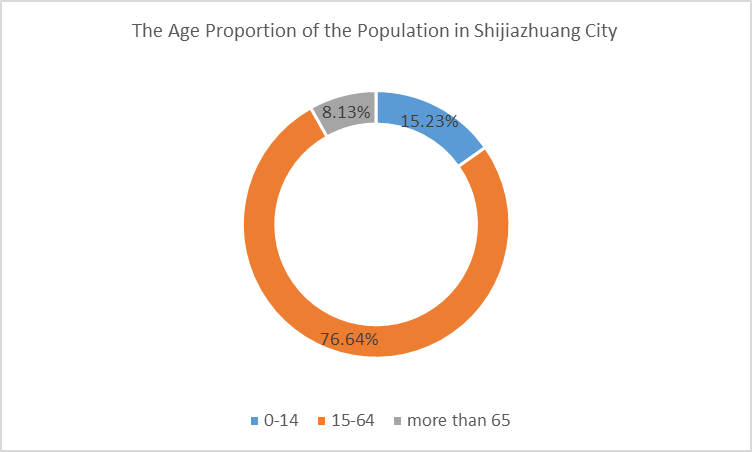 The Age Proportion of the Population in Shijiazhuang City
8.13%
15.23%
76.64%
0-14 15-64 more than 65